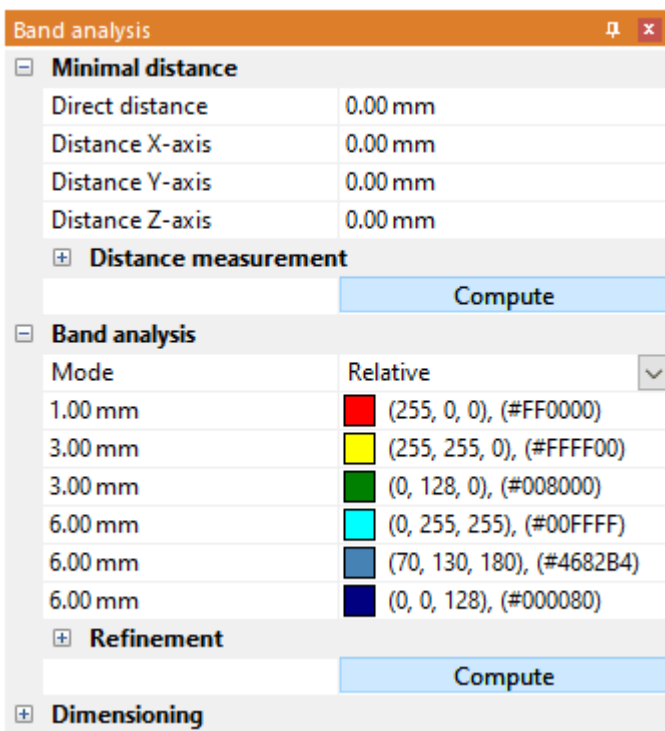 Band analysis
Minimal distance
Direct distance 0.00 mm
Distance X-axis 0.00 mm
Distance Y-axis 0.00 mm
Distance Z-axis 0.00 mm
Distance measurement
Compute
Band analysis
Mode Relative
1.00 mm (255, 0, 0), (#FF0000)
3.00 mm (255, 255, 0), (#FFFF00)
3.00 mm (0, 128, 0), (#008000)
6.00 mm (0, 255, 255), (#00FFFF)
6.00 mm (70, 130, 180), (#4682B4)
6.00 mm (0, 0, 128), (#000080)
Refinement
Compute
Dimensioning